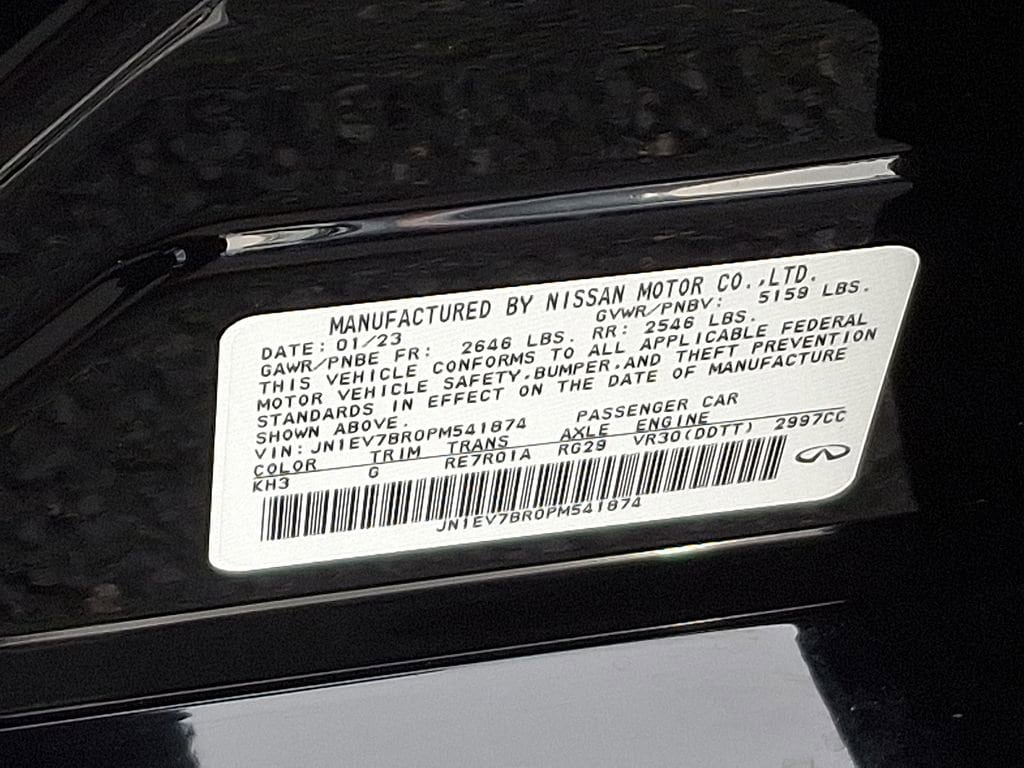 MANUFACTURED BY NISSAN MOTOR CO.,LTD.
DATE: 01/23 GVWR/PNBV: 5159 LBS.
GAWR/PNBE FR: 2646 LBS. RR: 2546 LBS.
THIS VEHICLE CONFORMS TO ALL APPLICABLE FEDERAL
MOTOR VEHICLE SAFETY,BUMPER,AND THEFT PREVENTION
STANDARDS IN EFFECT ON THE DATE OF MANUFACTURE
SHOWN ABOVE.
VIN: JN1EV7BR0PM541874 PASSENGER CAR
COLOR TRIM TRANS AXLE ENGINE
KH3 G RE7R01A RG29 VR30(DDTT) 2997CC
JN1EV7BR0PM541874